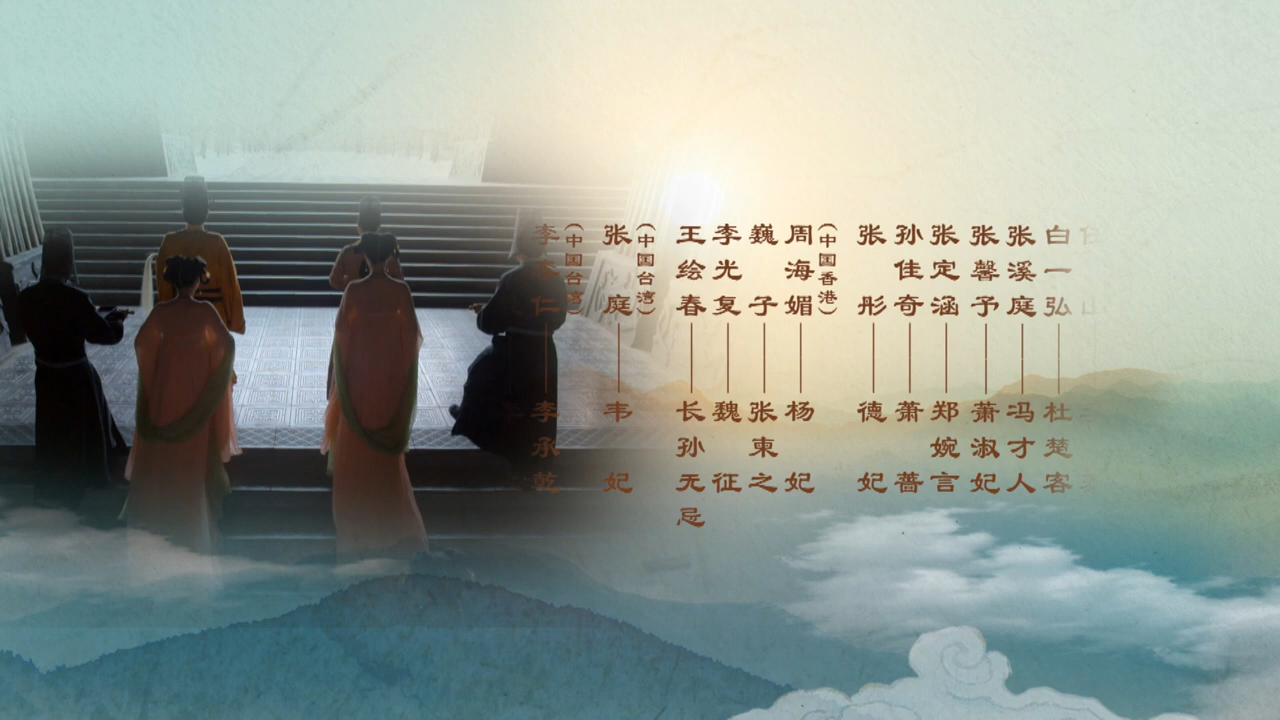 李李仁
(中国台湾)
李承乾
张庭
(中国台湾)
韦妃
王绘春
长孙无忌
李光复
魏征
巍子
张柬之
周海媚
(中国香港)
杨妃
张彤
德妃
孙佳奇
萧蔷
张定涵
郑婉言
张馨予
萧淑妃
张溪庭
冯才人
白一弘
杜楚客